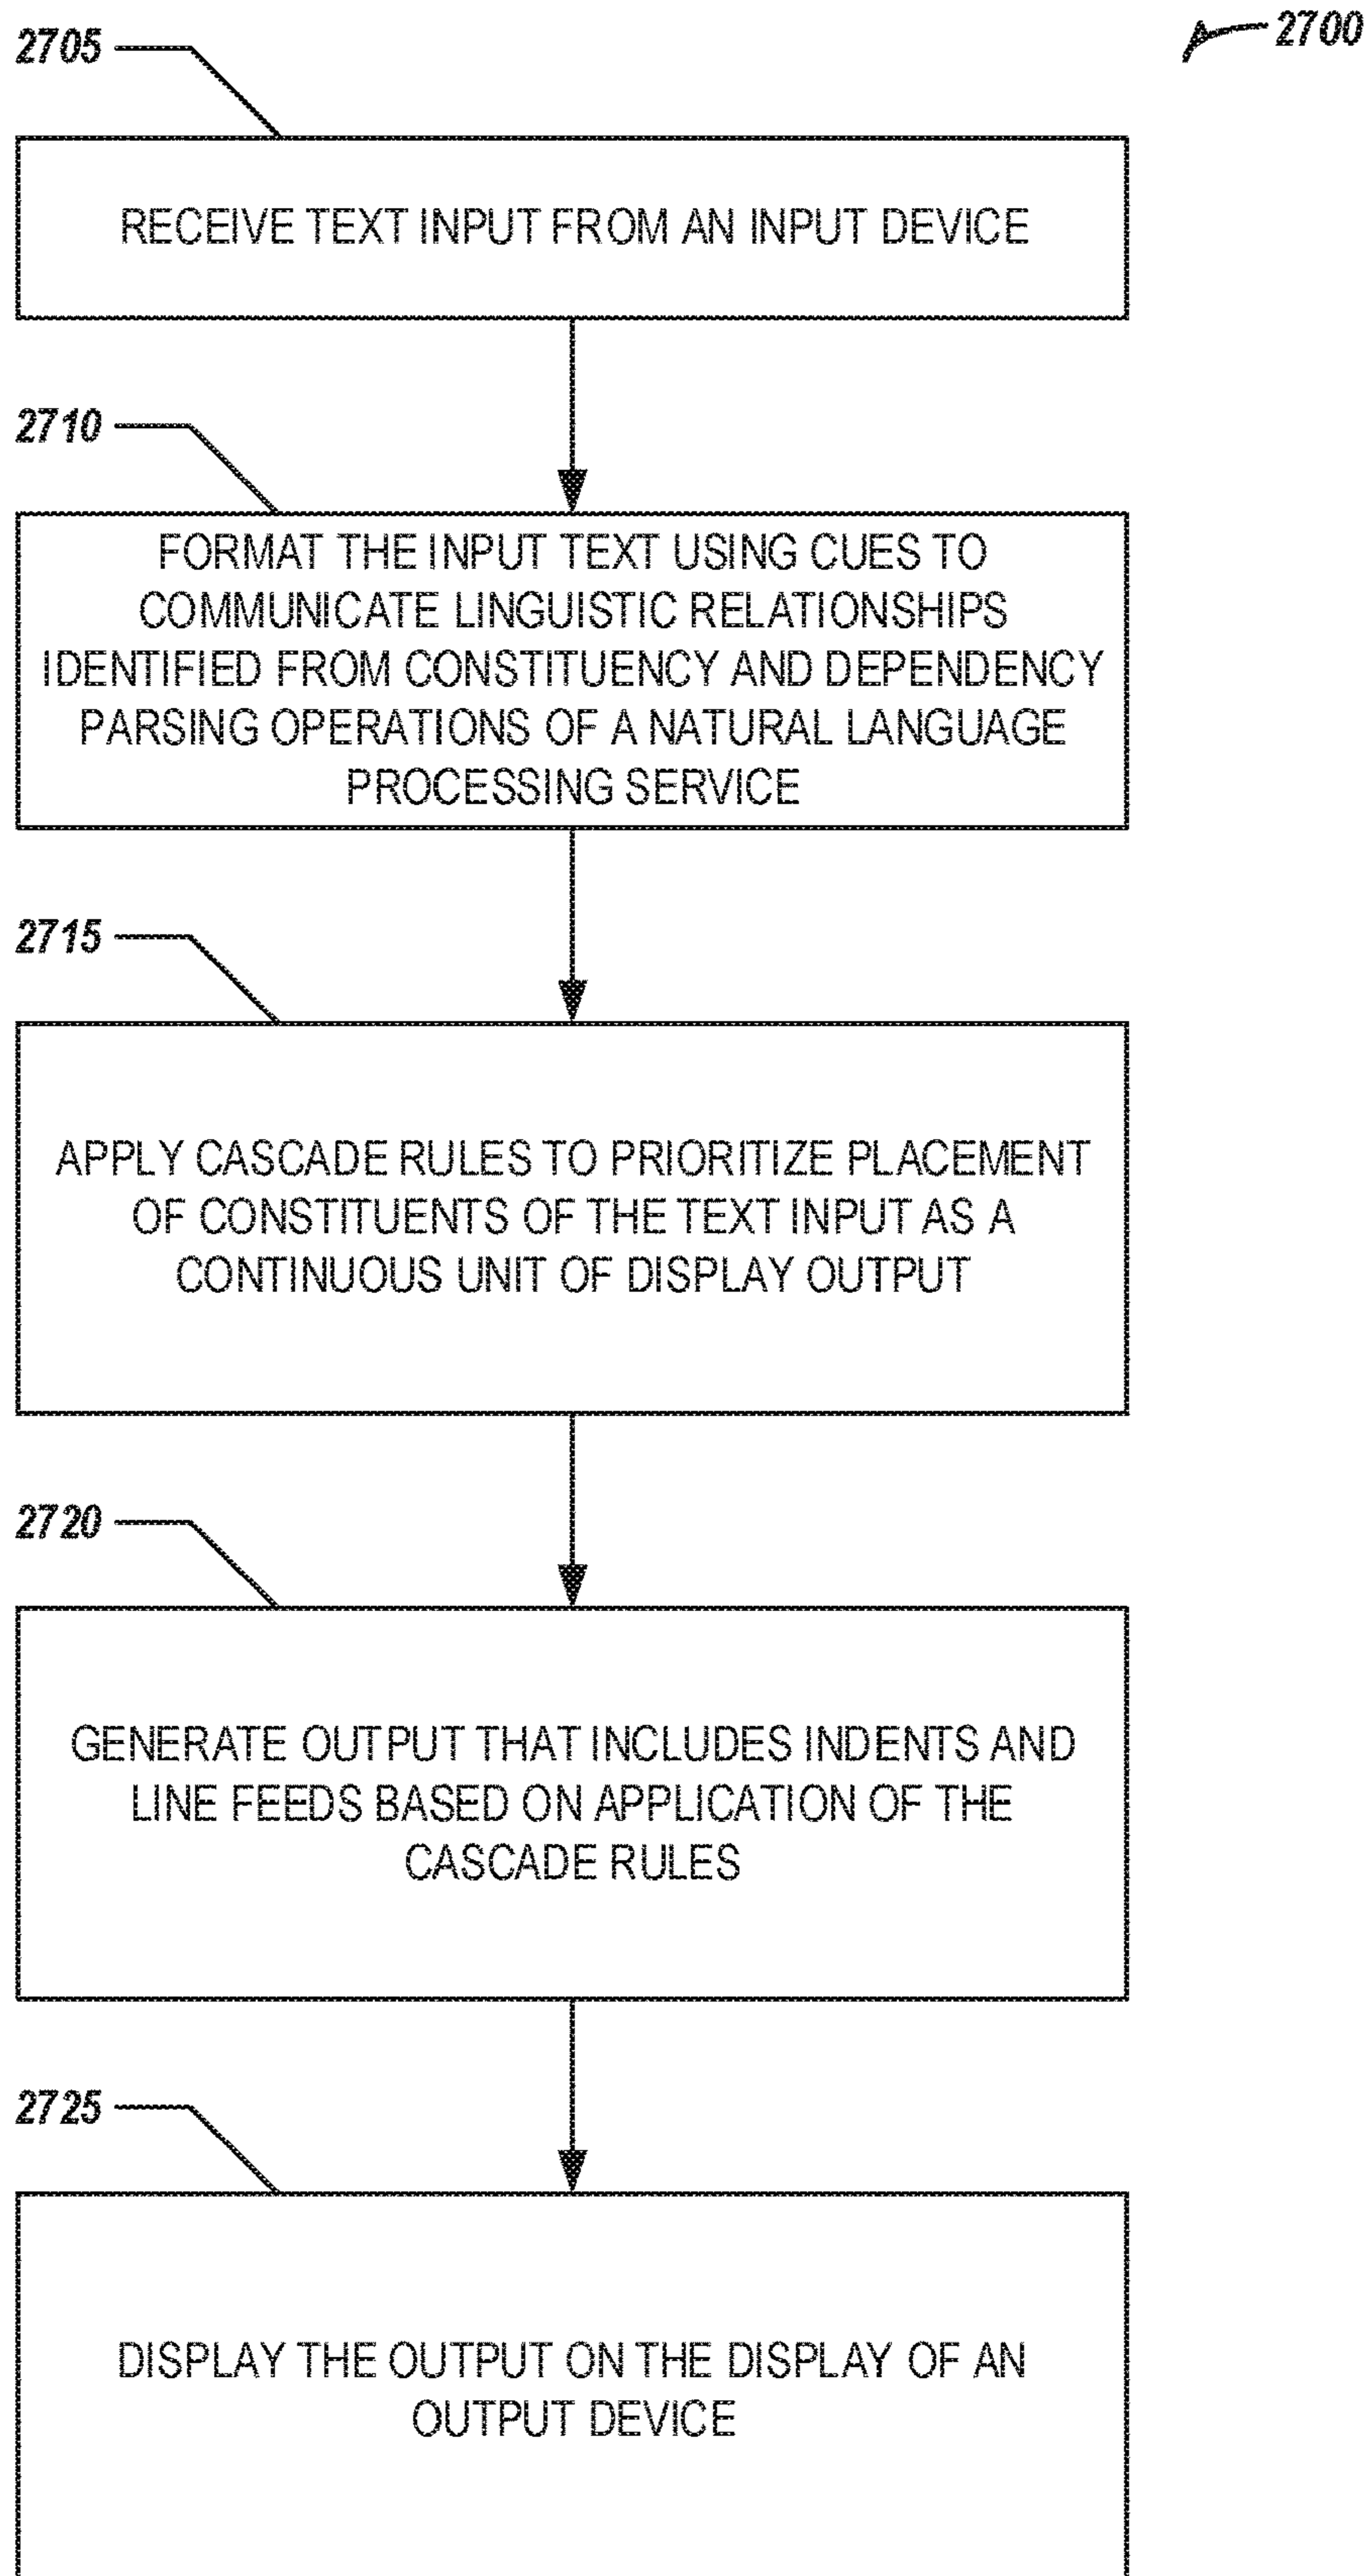 2700
2705
RECEIVE TEXT INPUT FROM AN INPUT DEVICE
2710
FORMAT THE INPUT TEXT USING CUES TO
COMMUNICATE LINGUISTIC RELATIONSHIPS
IDENTIFIED FROM CONSTITUENCY AND DEPENDENCY
PARSING OPERATIONS OF A NATURAL LANGUAGE
PROCESSING SERVICE
2715
APPLY CASCADE RULES TO PRIORITIZE PLACEMENT
OF CONSTITUENTS OF THE TEXT INPUT AS A
CONTINUOUS UNIT OF DISPLAY OUTPUT
2720
GENERATE OUTPUT THAT INCLUDES INDENTS AND
LINE FEEDS BASED ON APPLICATION OF THE
CASCADE RULES
2725
DISPLAY THE OUTPUT ON THE DISPLAY OF AN
OUTPUT DEVICE